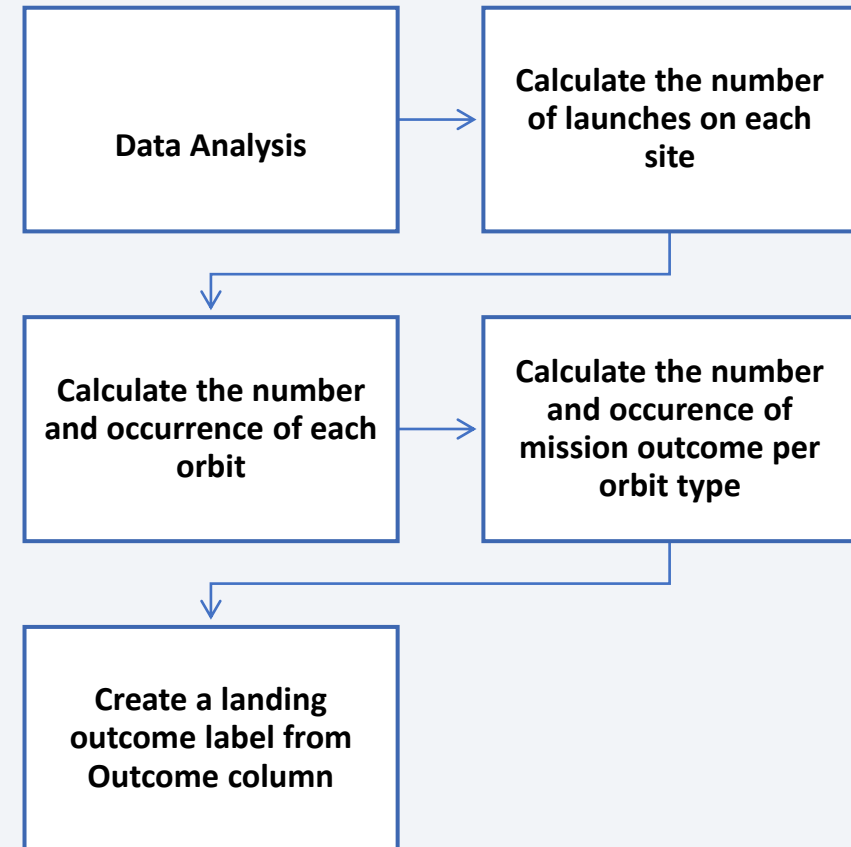 Data Analysis
Calculate the number
of launches on each
site
Calculate the number
and occurrence of each
orbit
Calculate the number
and occurence of
mission outcome per
orbit type
Create a landing
outcome label from
Outcome column